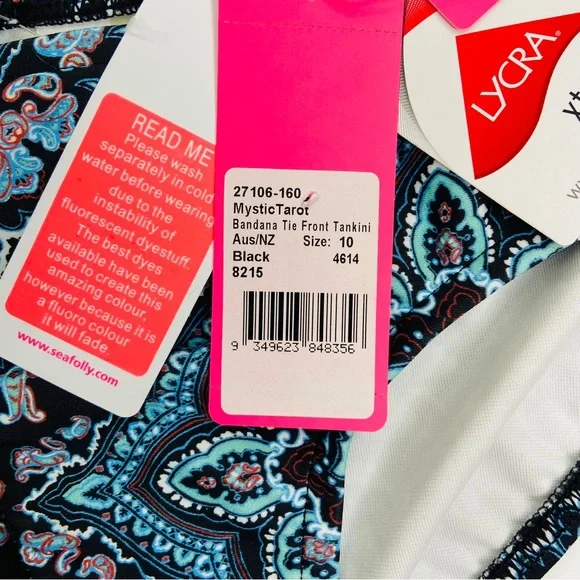 READ ME
Please wash
separately in cold
water before wearing
due to the
instability of
fluorescent dyestuff.
The best dyes
available have been
used to create this
amazing colour,
however because it is
a fluoro colour
it will fade
www.seafolly.com
27106-160
MysticTarot
Bandana Tie Front Tankini
Aus/NZ Size: 10
Black 4614
8215
9 349623 848356
LYCRA®